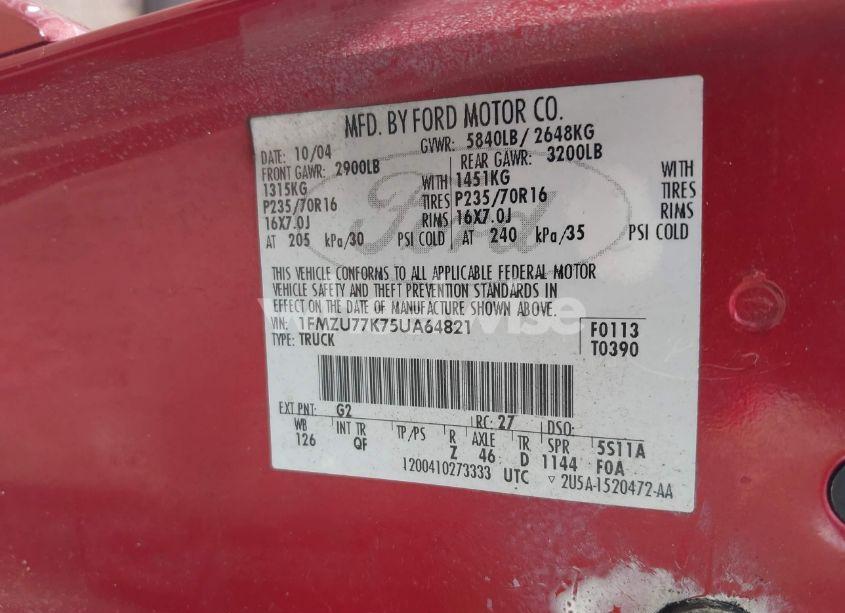 MFD. BY FORD MOTOR CO.
DATE: 10/04 GVWR: 5840LB/ 2648KG
FRONT GAWR: 2900LB REAR GAWR: 3200LB
1315KG WITH 1451KG WITH
P235/70R16 TIRES P235/70R16 TIRES
16X7.0J RIMS 16X7.0J RIMS
AT 205 kPa/30 PSI COLD AT 240 kPa/35 PSI COLD
Ford
THIS VEHICLE CONFORMS TO ALL APPLICABLE FEDERAL MOTOR
VEHICLE SAFETY AND THEFT PREVENTION STANDARDS IN
EFFECT ON THE DATE OF MANUFACTURE SHOWN ABOVE.
VIN: 1FMZU77K75UA64821 F0113
TYPE: TRUCK T0390
EXT PNT: G2 RC: 27 DSO:
WB INT TR TP/PS R AXLE TR SPR 5S11A
126 QF Z 46 D 1144 F0A
1200410273333 UTC ▽ 2U5A-1520472-AA